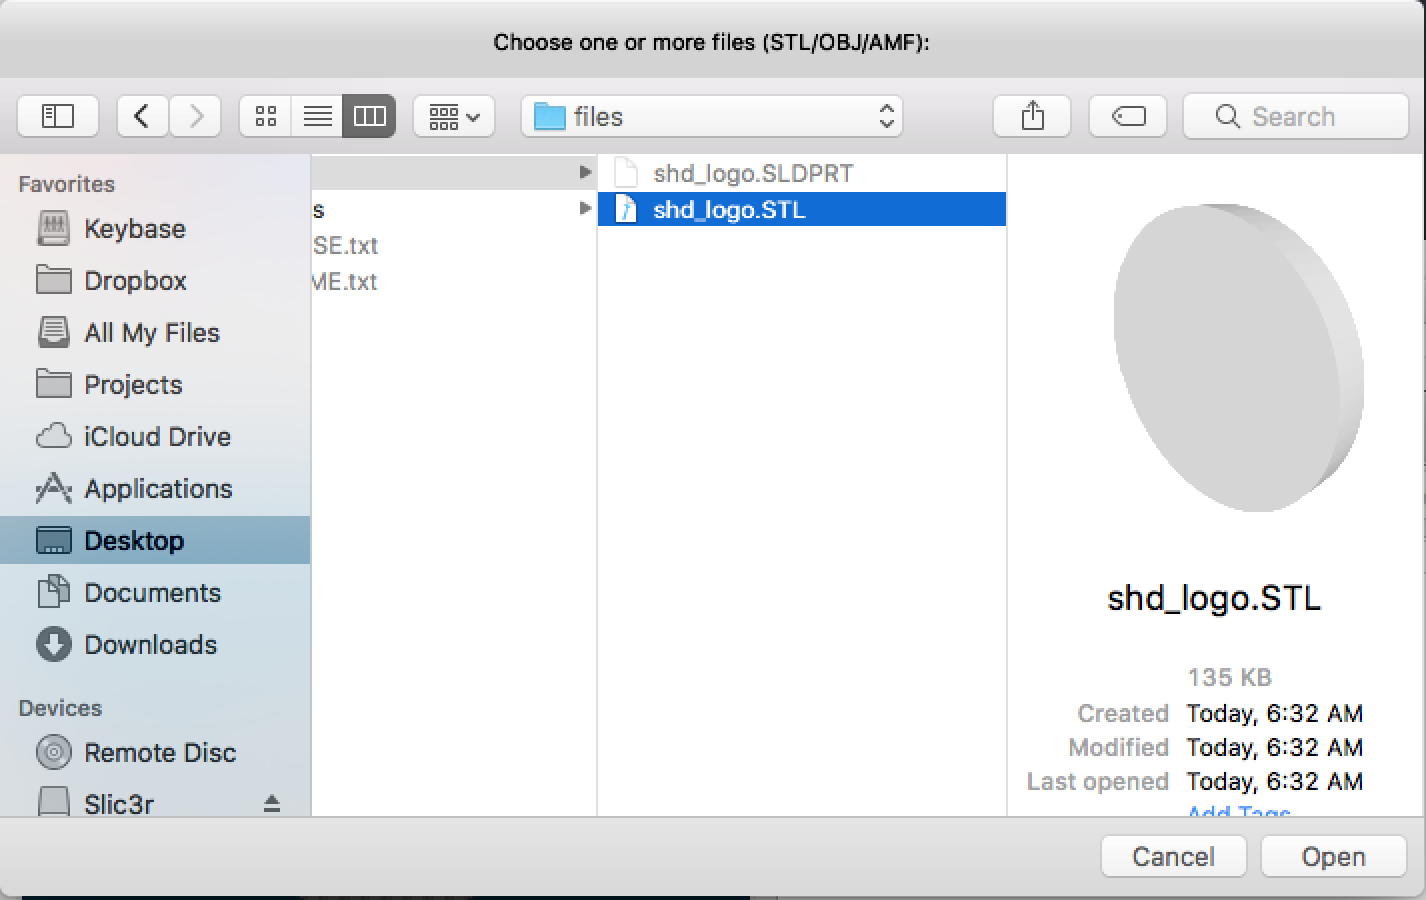 Choose one or more files (STL/OBJ/AMF):
files
Search
Favorites
Keybase
Dropbox
All My Files
Projects
iCloud Drive
Applications
Desktop
Documents
Downloads
Devices
Remote Disc
Slic3r
s
SE.txt
ME.txt
shd_logo.SLDPRT
shd_logo.STL
shd_logo.STL
135 KB
Created Today, 6:32 AM
Modified Today, 6:32 AM
Last opened Today, 6:32 AM
Add Tags...
Cancel
Open